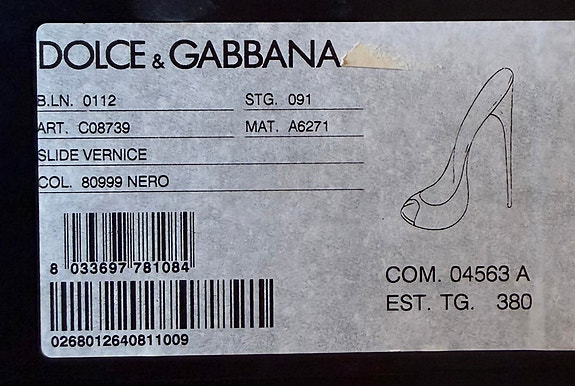 DOLCE & GABBANA
B.LN. 0112 STG. 091
ART. C08739 MAT. A6271
SLIDE VERNICE
COL. 80999 NERO
8 033697 781084
0268012640811009
COM. 04563 A
EST. TG. 380